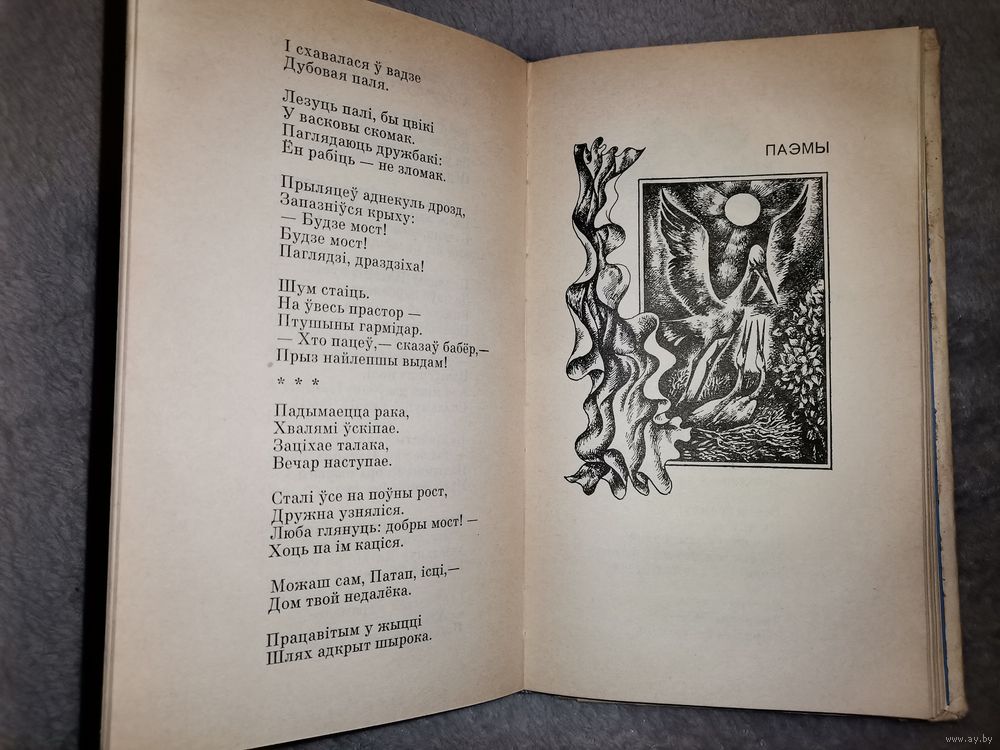 І схавалася ў вадзе
Дубовая паля.
Лезуць палі, бы цвікі
У васковы скомак.
Паглядаюць дружбакі:
Ён рабіць — не зломак.
Прыляцеў аднекуль дрозд,
Запазніўся крыху:
— Будзе мост!
Будзе мост!
Паглядзі, драздзіха!
Шум стаіць.
На ўвесь прастор —
Птушыны гармідар.
— Хто пацеў,— сказаў бабёр,—
Прыз найлепшы выдам!
* * *
Падымаецца рака,
Хвалямі ўскіпае.
Заціхае талака,
Вечар наступае.
Сталі ўсе на поўны рост,
Дружна узняліся.
Люба глянуць: добры мост! —
Хоць па ім каціся.
Можаш сам, Патап, ісці,—
Дом твой недалёка.
Працавітым у жыцці
Шлях адкрыт шырока.
ПАЭМЫ
www.ay.by